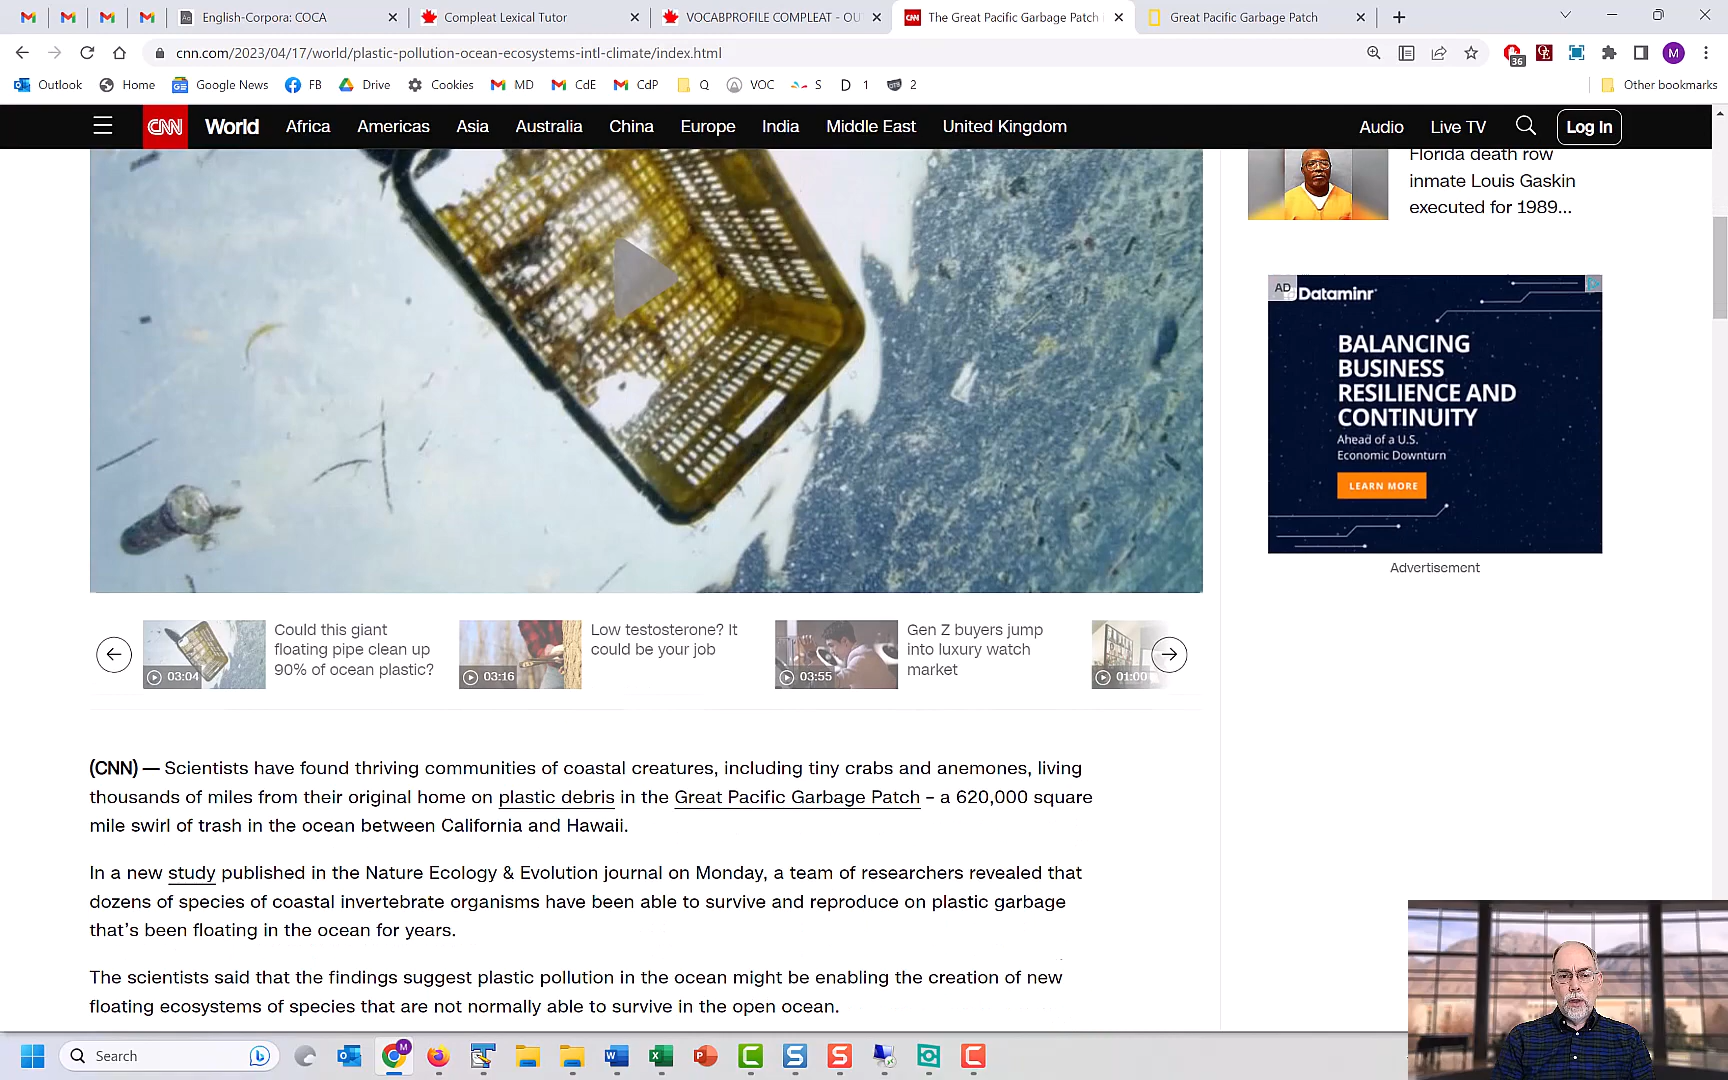 English-Corpora: COCA
Compleat Lexical Tutor
VOCABPROFILE COMPLEAT - OU
The Great Pacific Garbage Patch
Great Pacific Garbage Patch
cnn.com/2023/04/17/world/plastic-pollution-ocean-ecosystems-intl-climate/index.html
36
M
Outlook
Home
Google News
FB
Drive
Cookies
MD
CdE
CdP
Q
VOC
S
D 1
2
Other bookmarks
CNN
World
Africa
Americas
Asia
Australia
China
Europe
India
Middle East
United Kingdom
Audio
Live TV
Log In
Florida death row
inmate Louis Gaskin
executed for 1989...
AD
Dataminr
BALANCING
BUSINESS
RESILIENCE AND
CONTINUITY
Ahead of a U.S.
Economic Downturn
LEARN MORE
Advertisement
Could this giant
floating pipe clean up
90% of ocean plastic?
03:04
Low testosterone? It
could be your job
03:16
Gen Z buyers jump
into luxury watch
market
03:55
01:00
(CNN) — Scientists have found thriving communities of coastal creatures, including tiny crabs and anemones, living
thousands of miles from their original home on plastic debris in the Great Pacific Garbage Patch – a 620,000 square
mile swirl of trash in the ocean between California and Hawaii.
In a new study published in the Nature Ecology & Evolution journal on Monday, a team of researchers revealed that
dozens of species of coastal invertebrate organisms have been able to survive and reproduce on plastic garbage
that's been floating in the ocean for years.
The scientists said that the findings suggest plastic pollution in the ocean might be enabling the creation of new
floating ecosystems of species that are not normally able to survive in the open ocean.
Search